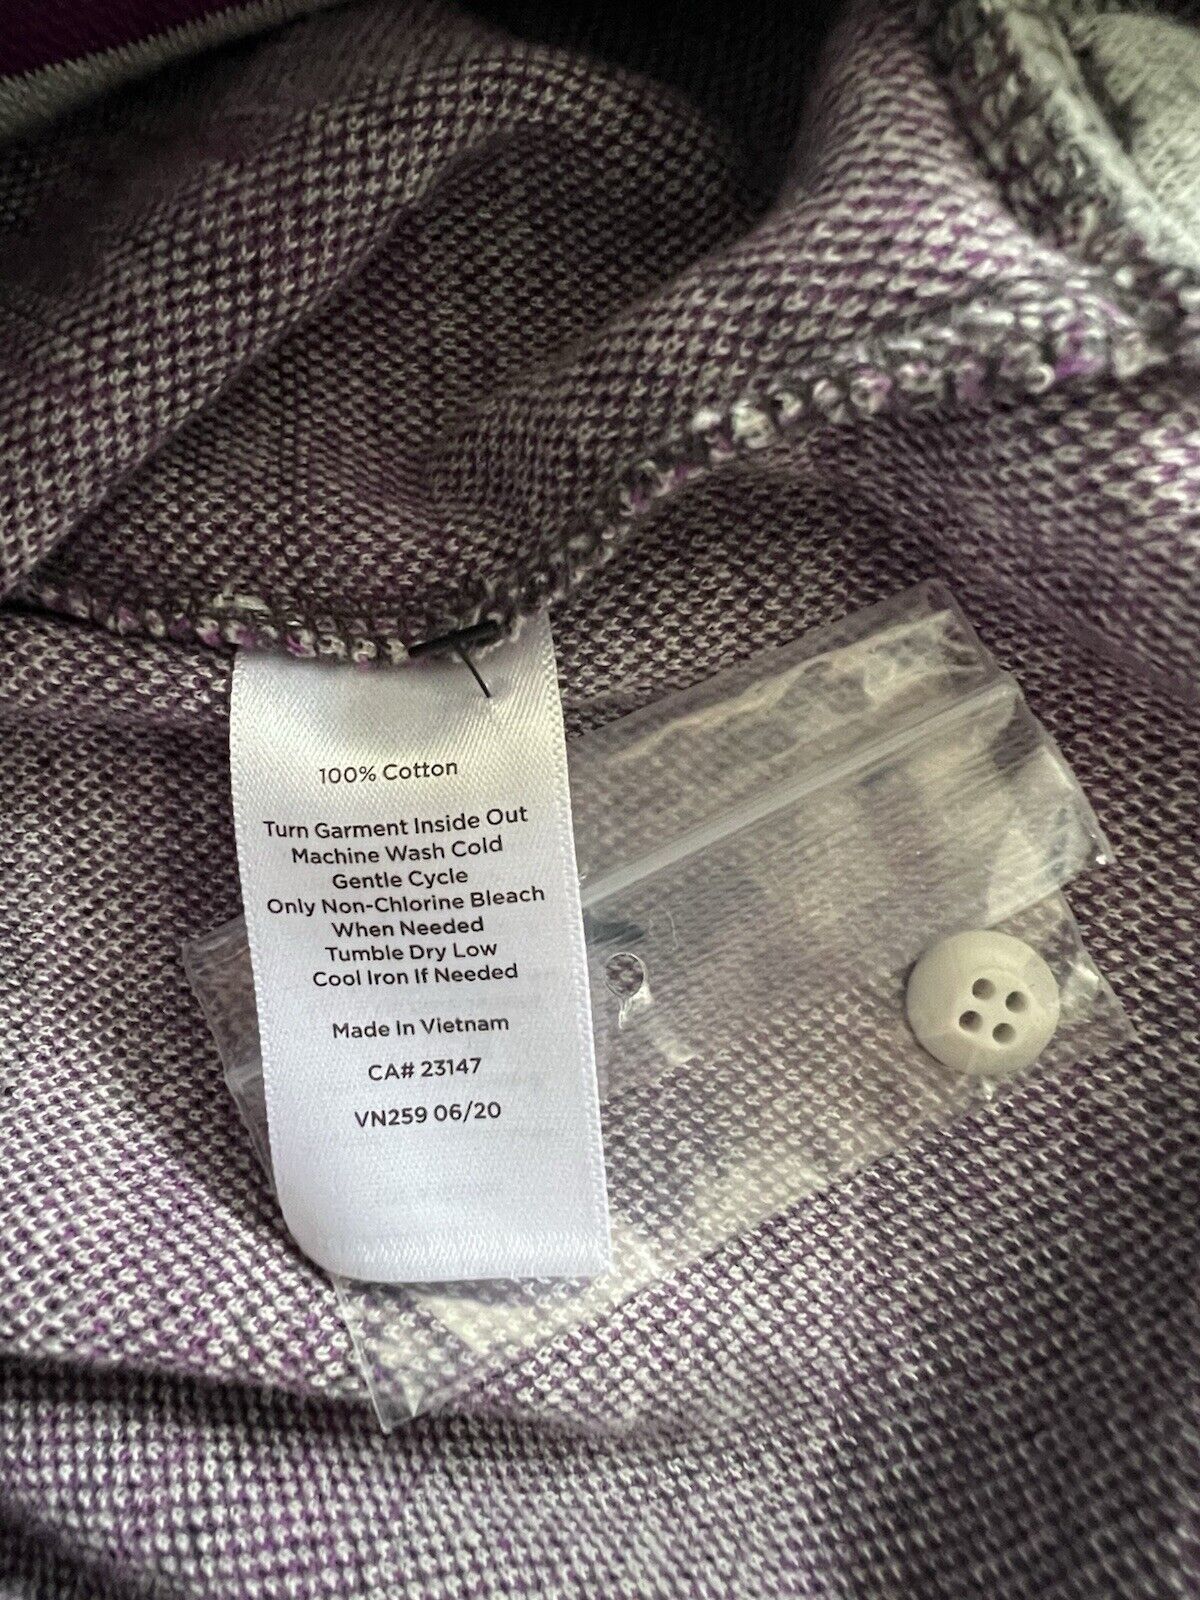 100% Cotton
Turn Garment Inside Out
Machine Wash Cold
Gentle Cycle
Only Non-Chlorine Bleach
When Needed
Tumble Dry Low
Cool Iron If Needed
Made In Vietnam
CA# 23147
VN259 06/20